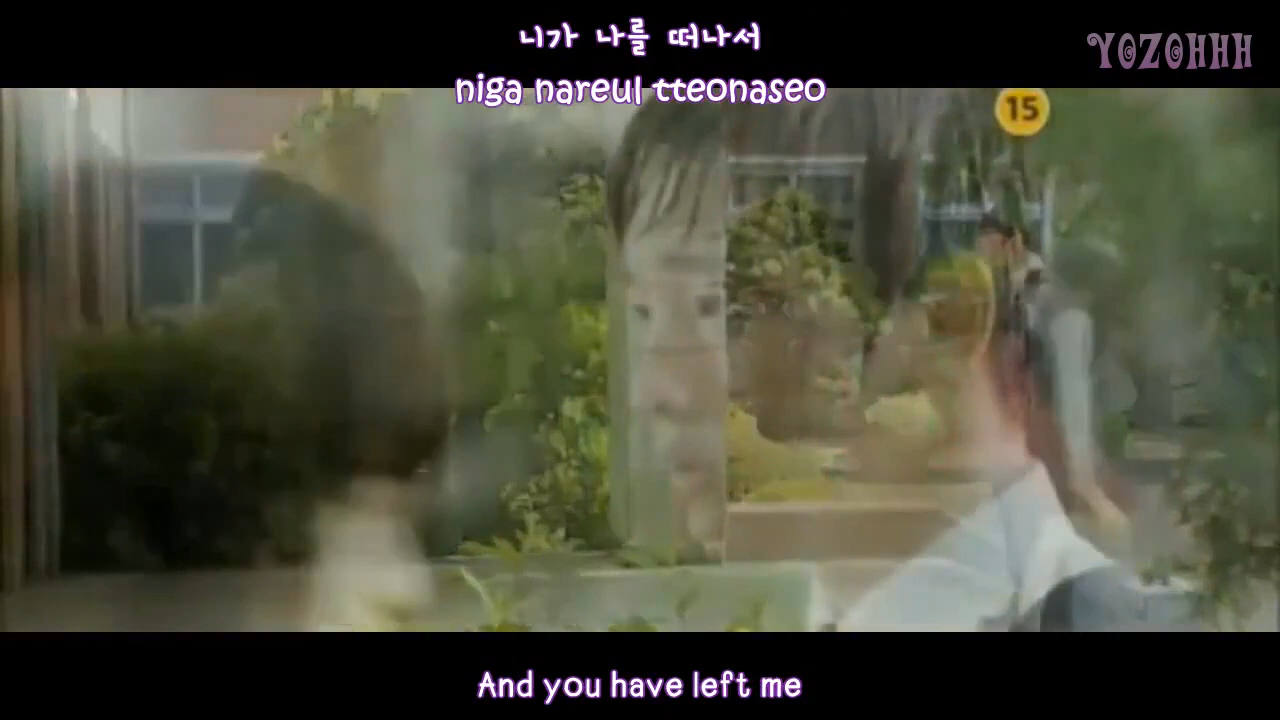 니가 나를 떠나서
YOZOHHH
niga nareul tteonaseo
15
And you have left me